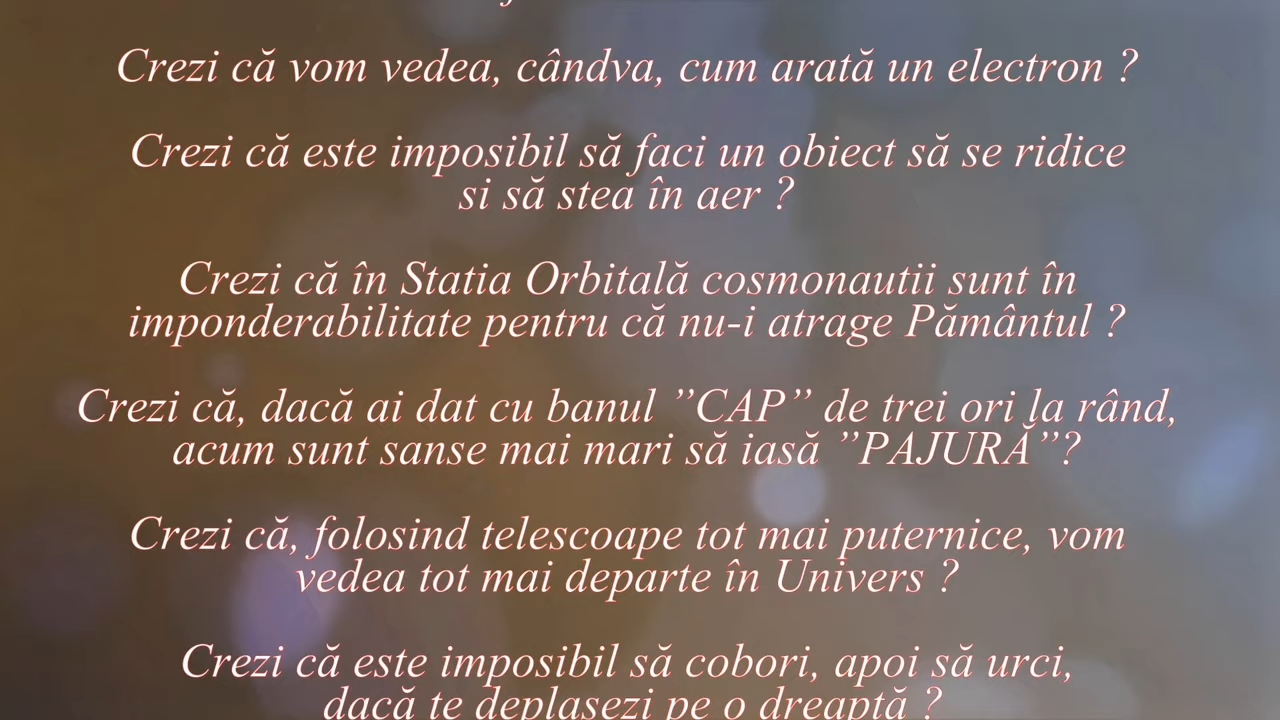 Crezi că vom vedea, cândva, cum arată un electron ?
Crezi că este imposibil să faci un obiect să se ridice
si să stea în aer ?
Crezi că în Statia Orbitală cosmonautii sunt în
imponderabilitate pentru că nu-i atrage Pământul ?
Crezi că, dacă ai dat cu banul ”CAP” de trei ori la rând,
acum sunt sanse mai mari să iasă ”PAJURĂ”?
Crezi că, folosind telescoape tot mai puternice, vom
vedea tot mai departe în Univers ?
Crezi că este imposibil să cobori, apoi să urci,
dacă te deplasezi pe o dreaptă ?